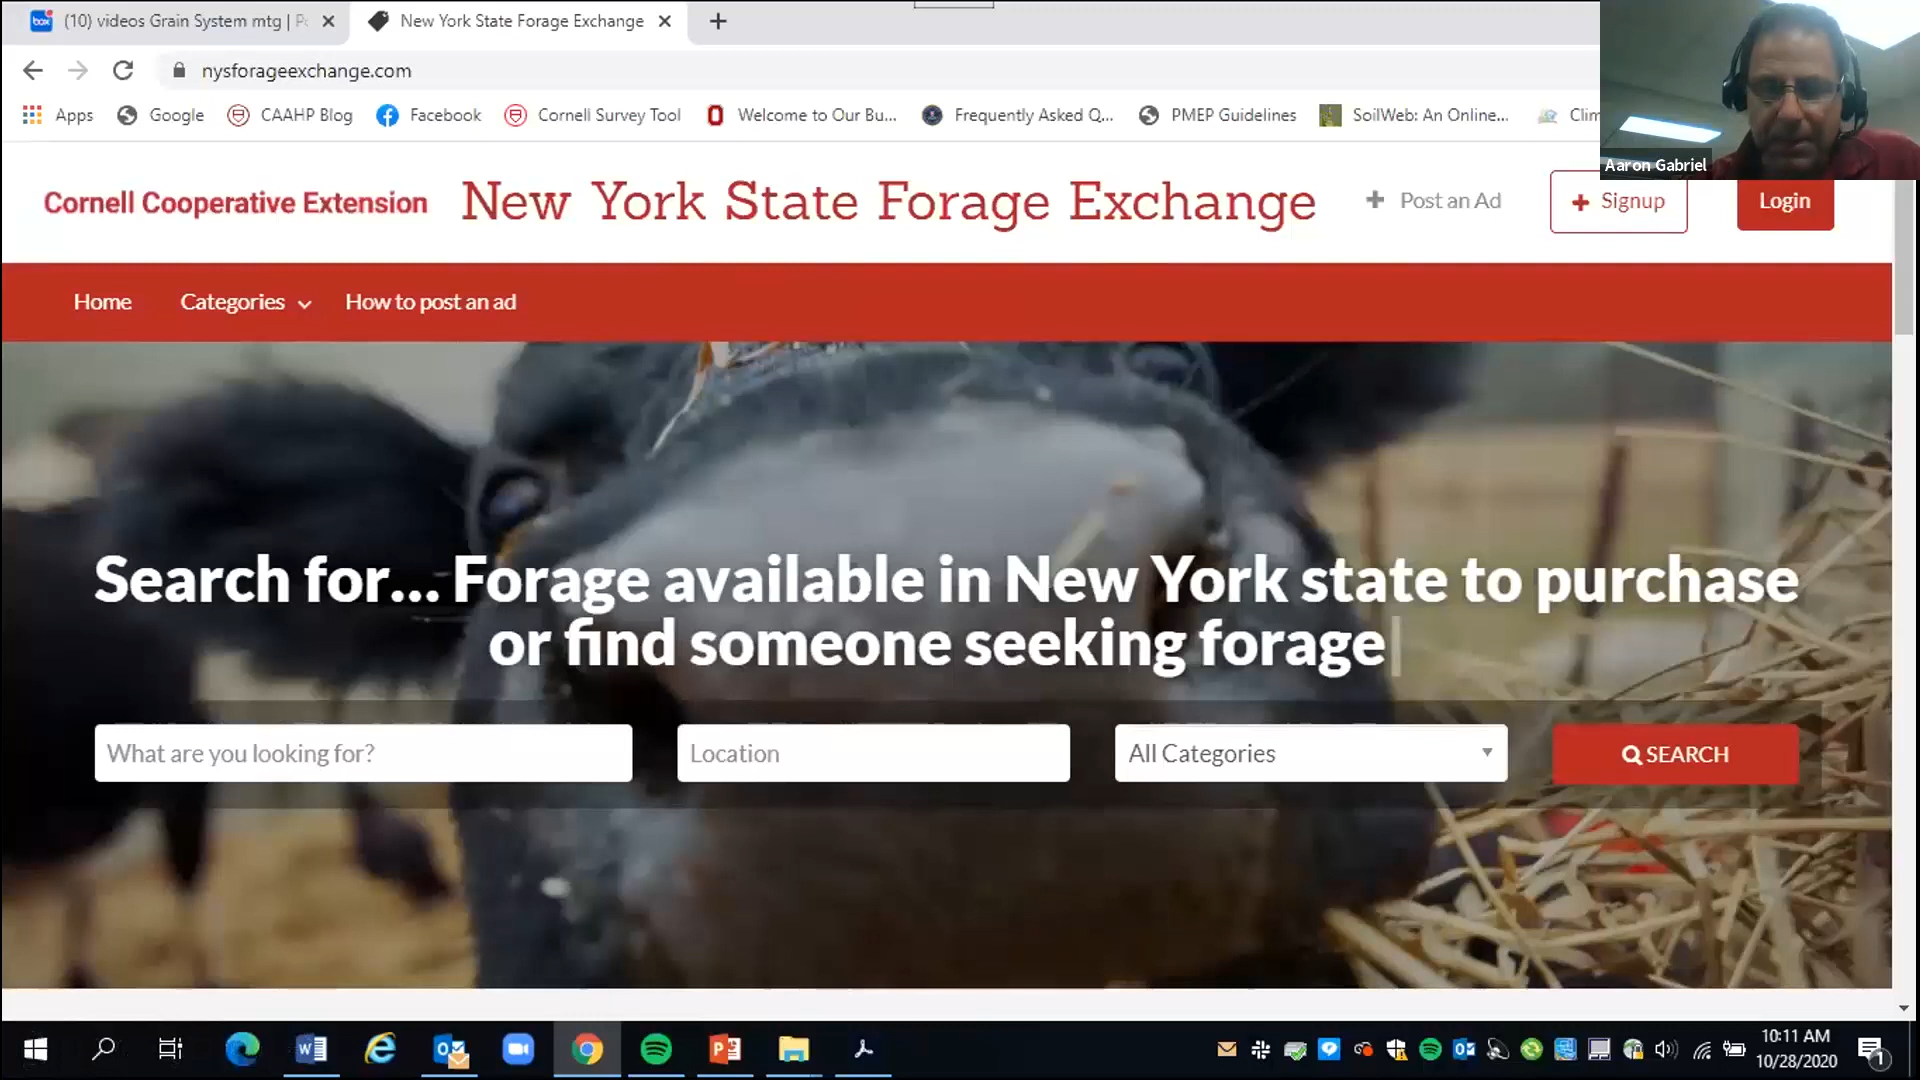 box
(10) videos Grain System mtg | P
New York State Forage Exchange
nysforageexchange.com
Apps
Google
CAAHP Blog
Facebook
Cornell Survey Tool
Welcome to Our Bu...
Frequently Asked Q...
PMEP Guidelines
SoilWeb: An Online...
Clim
Aaron Gabriel
Cornell Cooperative Extension
New York State Forage Exchange
Post an Ad
Signup
Login
Home
Categories
How to post an ad
Search for... Forage available in New York state to purchase
or find someone seeking forage
What are you looking for?
Location
All Categories
SEARCH
10:11 AM
10/28/2020
1